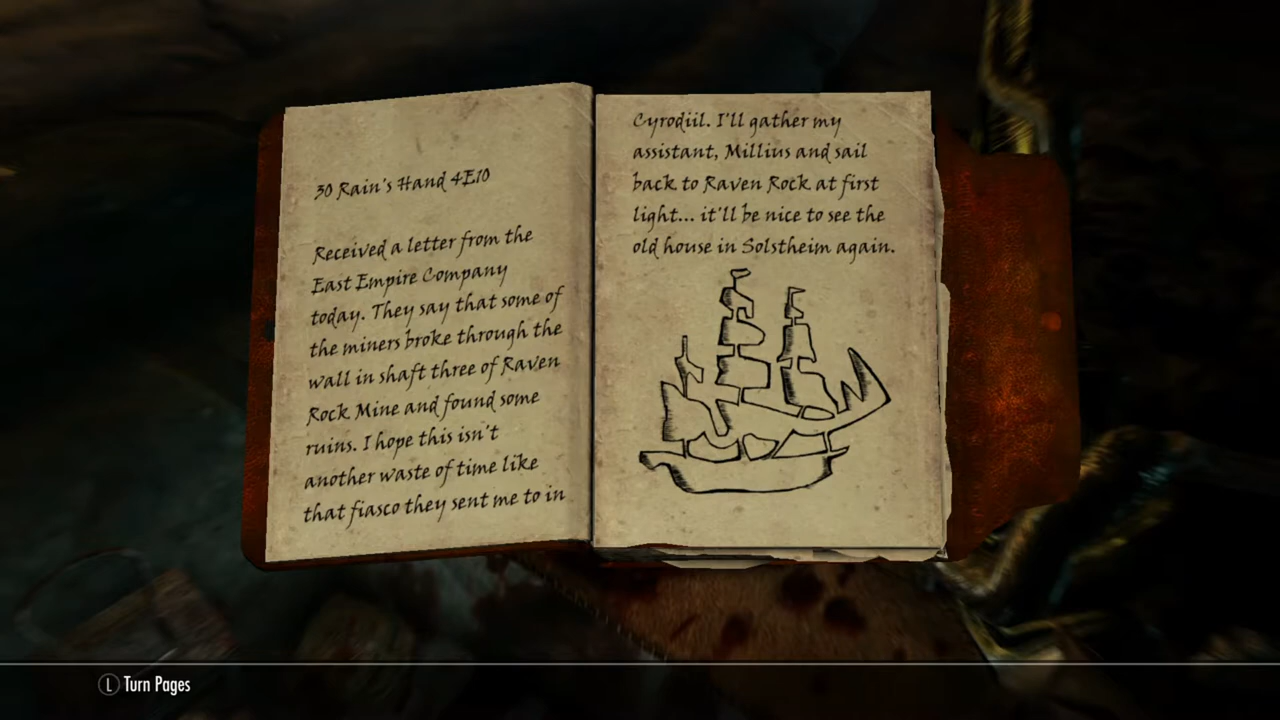 30 Rain's Hand 4E10
Received a letter from the
East Empire Company
today. They say that some of
the miners broke through the
wall in shaft three of Raven
Rock Mine and found some
ruins. I hope this isn't
another waste of time like
that fiasco they sent me to in
Cyrodiil. I'll gather my
assistant, Millius and sail
back to Raven Rock at first
light... it'll be nice to see the
old house in Solstheim again.
L Turn Pages